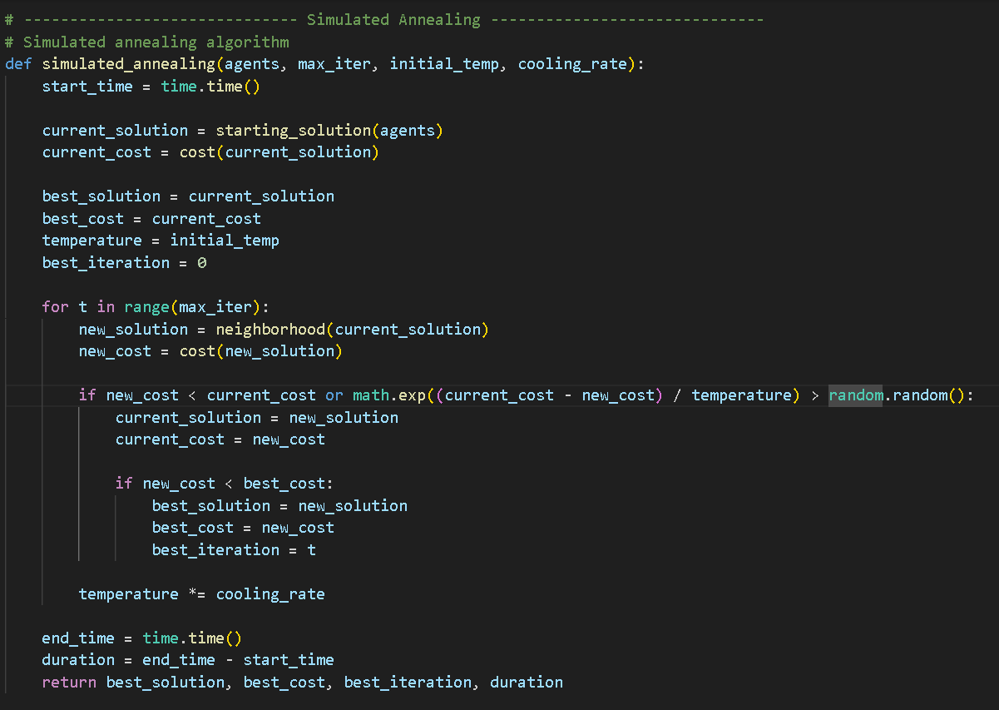 # ------------------------------ Simulated Annealing ------------------------------
# Simulated annealing algorithm
def simulated_annealing(agents, max_iter, initial_temp, cooling_rate):
    start_time = time.time()

    current_solution = starting_solution(agents)
    current_cost = cost(current_solution)

    best_solution = current_solution
    best_cost = current_cost
    temperature = initial_temp
    best_iteration = 0

    for t in range(max_iter):
        new_solution = neighborhood(current_solution)
        new_cost = cost(new_solution)

        if new_cost < current_cost or math.exp((current_cost - new_cost) / temperature) > random.random():
            current_solution = new_solution
            current_cost = new_cost

            if new_cost < best_cost:
                best_solution = new_solution
                best_cost = new_cost
                best_iteration = t

        temperature *= cooling_rate

    end_time = time.time()
    duration = end_time - start_time
    return best_solution, best_cost, best_iteration, duration